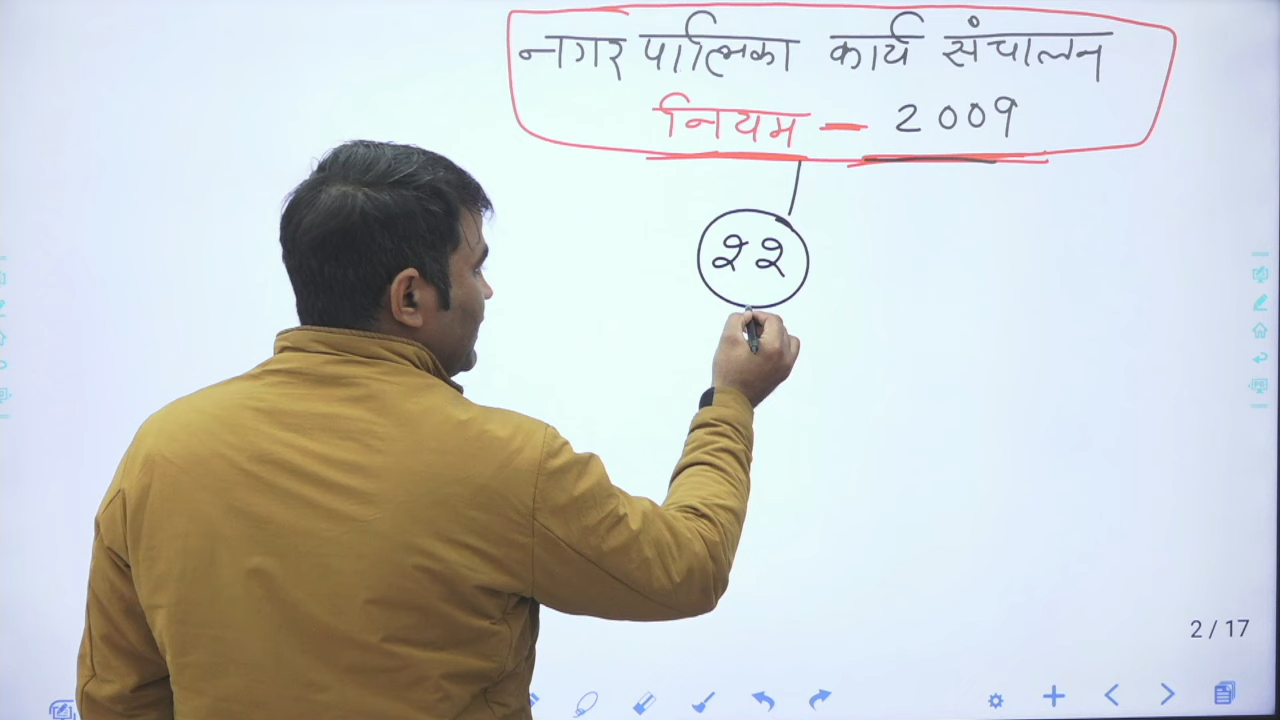 नगर पालिका कार्य संचालन
नियम - 2009
२२
2 / 17